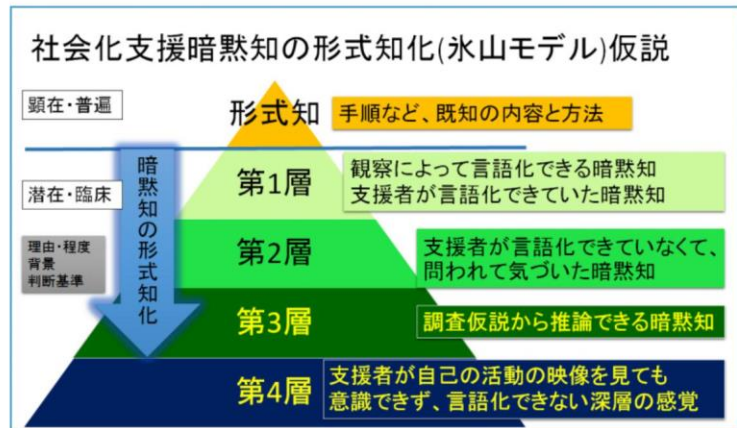 社会化支援暗黙知の形式知化(氷山モデル)仮説
顕在・普遍
形式知
手順など、既知の内容と方法
暗黙知の形式知化
潜在・臨床
第1層
観察によって言語化できる暗黙知
支援者が言語化できていた暗黙知
理由・程度
背景
判断基準
第2層
支援者が言語化できていなくて、
問われて気づいた暗黙知
第3層
調査仮説から推論できる暗黙知
第4層
支援者が自己の活動の映像を見ても
意識できず、言語化できない深層の感覚